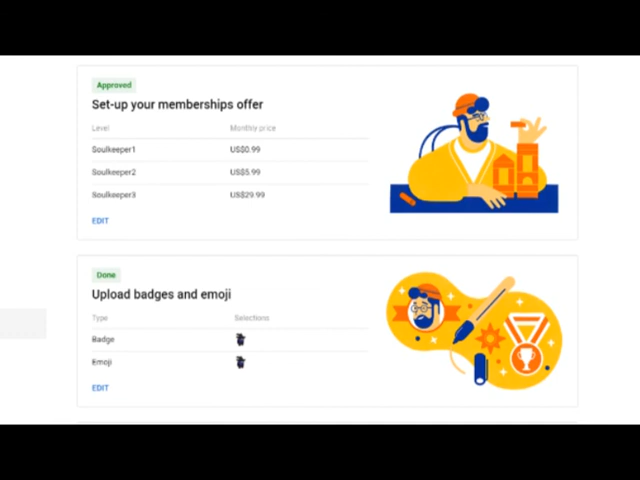 Approved
Set-up your memberships offer
Level Monthly price
Soulkeeper1 US$0.99
Soulkeeper2 US$5.99
Soulkeeper3 US$29.99
EDIT
Done
Upload badges and emoji
Type Selections
Badge
Emoji
EDIT